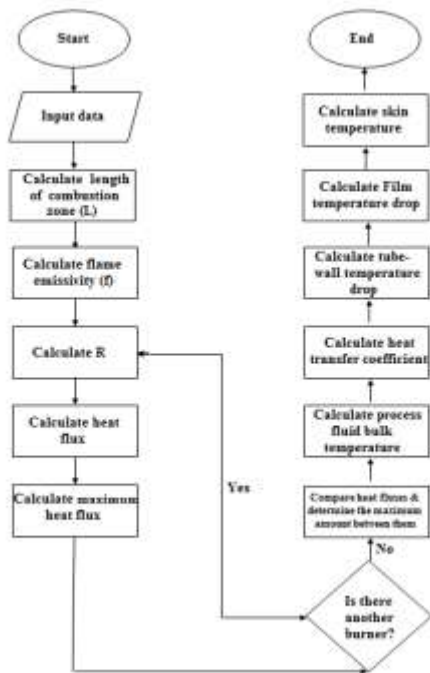 Start
Input data
Calculate length
of combustion
zone (L)
Calculate flame
emissivity (f)
Calculate R
Calculate heat
flux
Calculate maximum
heat flux
Is there
another
burner?
Yes
No
Compare heat fluxes &
determine the maximum
amount between them
Calculate process
fluid bulk
temperature
Calculate heat
transfer coefficient
Calculate tube-
wall temperature
drop
Calculate Film
temperature drop
Calculate skin
temperature
End